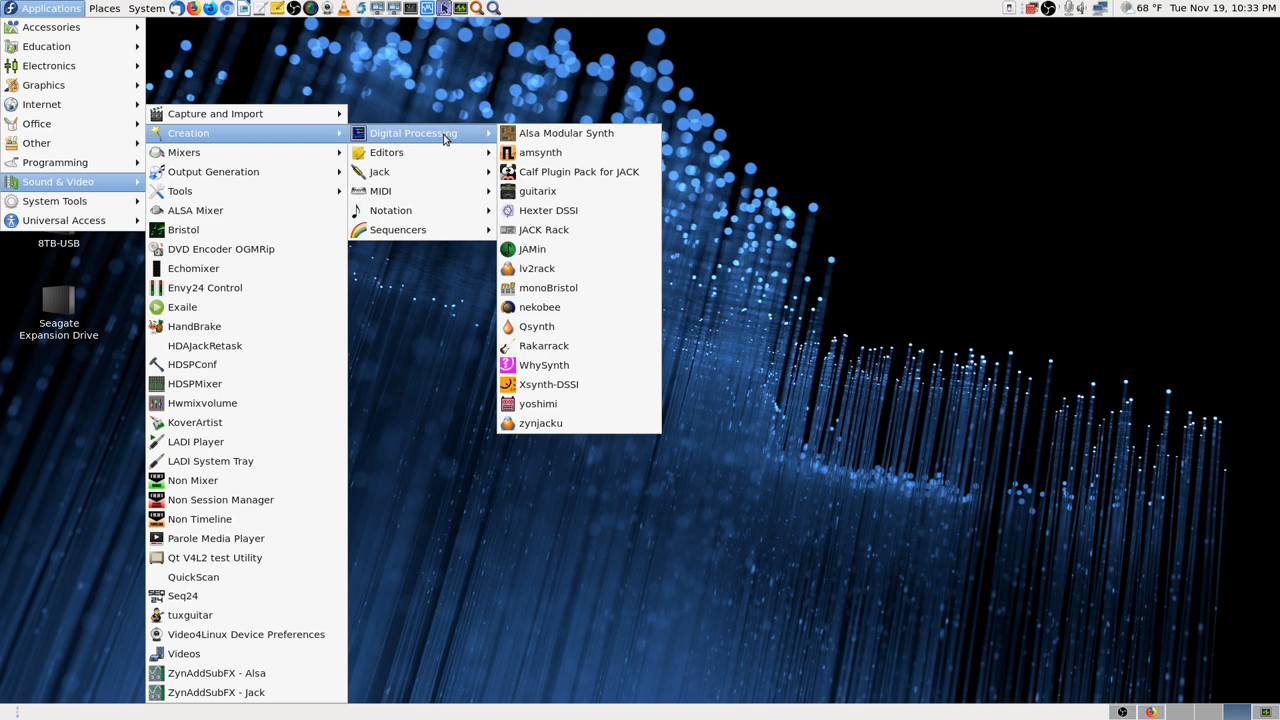 Applications Places System 68 °F Tue Nov 19, 10:33 PM
Accessories
Education
Electronics
Graphics
Internet
Office
Other
Programming
Sound & Video
System Tools
Universal Access
8TB-USB
Seagate
Expansion Drive
Capture and Import
Creation
Mixers
Output Generation
Tools
ALSA Mixer
Bristol
DVD Encoder OGMRip
Echomixer
Envy24 Control
Exaile
HandBrake
HDAJackRetask
HDSPConf
HDSPMixer
Hwmixvolume
KoverArtist
LADI Player
LADI System Tray
Non Mixer
Non Session Manager
Non Timeline
Parole Media Player
Qt V4L2 test Utility
QuickScan
Seq24
tuxguitar
Video4Linux Device Preferences
Videos
ZynAddSubFX - Alsa
ZynAddSubFX - Jack
Digital Processing
Editors
Jack
MIDI
Notation
Sequencers
Alsa Modular Synth
amsynth
Calf Plugin Pack for JACK
guitarix
Hexter DSSI
JACK Rack
JAMin
lv2rack
monoBristol
nekobee
Qsynth
Rakarrack
WhySynth
Xsynth-DSSI
yoshimi
zynjacku